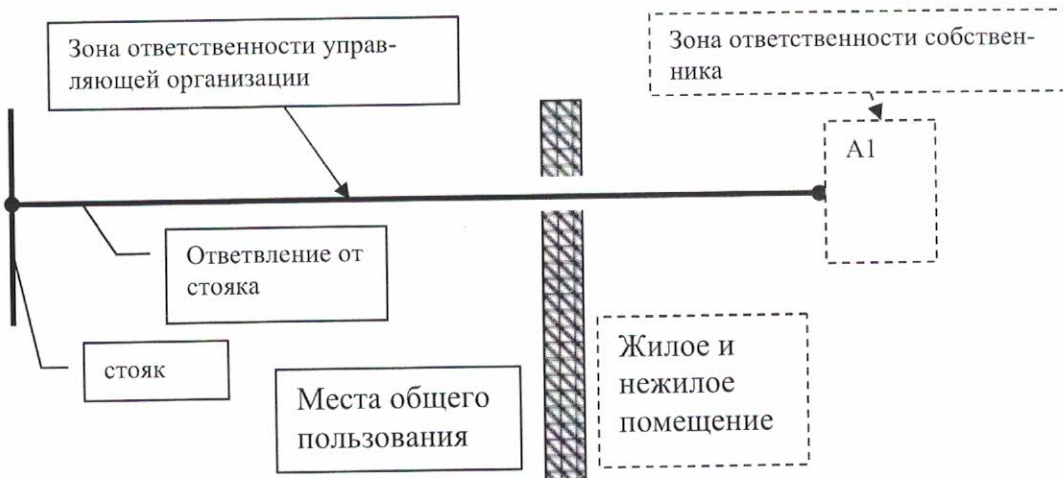 Зона ответственности управ-
ляющей организации
Зона ответственности собствен-
ника
А1
Ответвление от
стояка
стояк
Места общего
пользования
Жилое и
нежилое
помещение